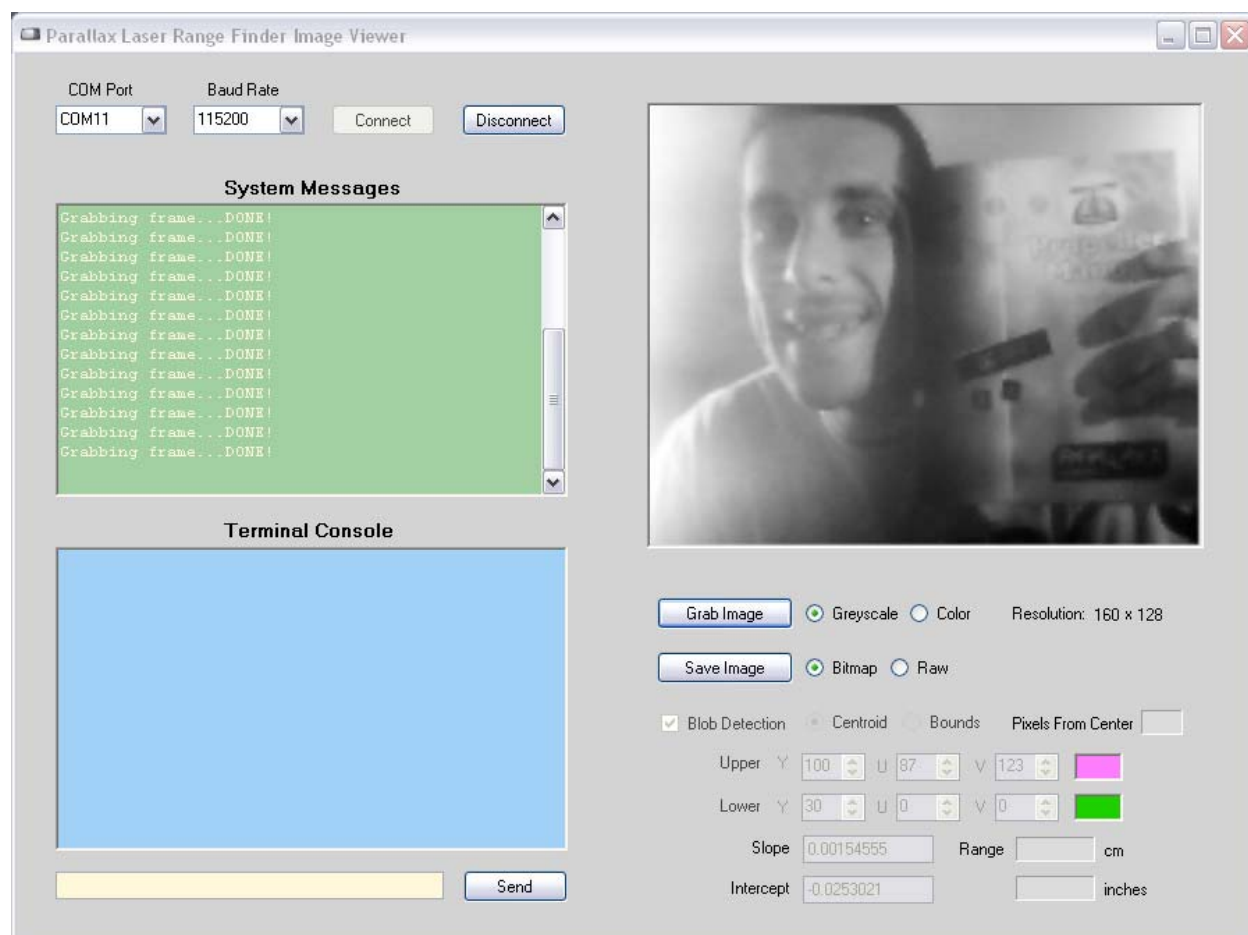 Parallax Laser Range Finder Image Viewer
COM Port Baud Rate
COM11 115200 Connect Disconnect
System Messages
Grabbing frame...DONE!
Grabbing frame...DONE!
Grabbing frame...DONE!
Grabbing frame...DONE!
Grabbing frame...DONE!
Grabbing frame...DONE!
Grabbing frame...DONE!
Grabbing frame...DONE!
Grabbing frame...DONE!
Grabbing frame...DONE!
Grabbing frame...DONE!
Grabbing frame...DONE!
Grabbing frame...DONE!
Terminal Console
Send
Propeller
Manual
Grab Image Greyscale Color Resolution: 160 x 128
Save Image Bitmap Raw
Blob Detection Centroid Bounds Pixels From Center
Upper Y 100 U 87 V 123
Lower Y 30 U 0 V 0
Slope 0.00154555 Range cm
Intercept -0.0253021 inches